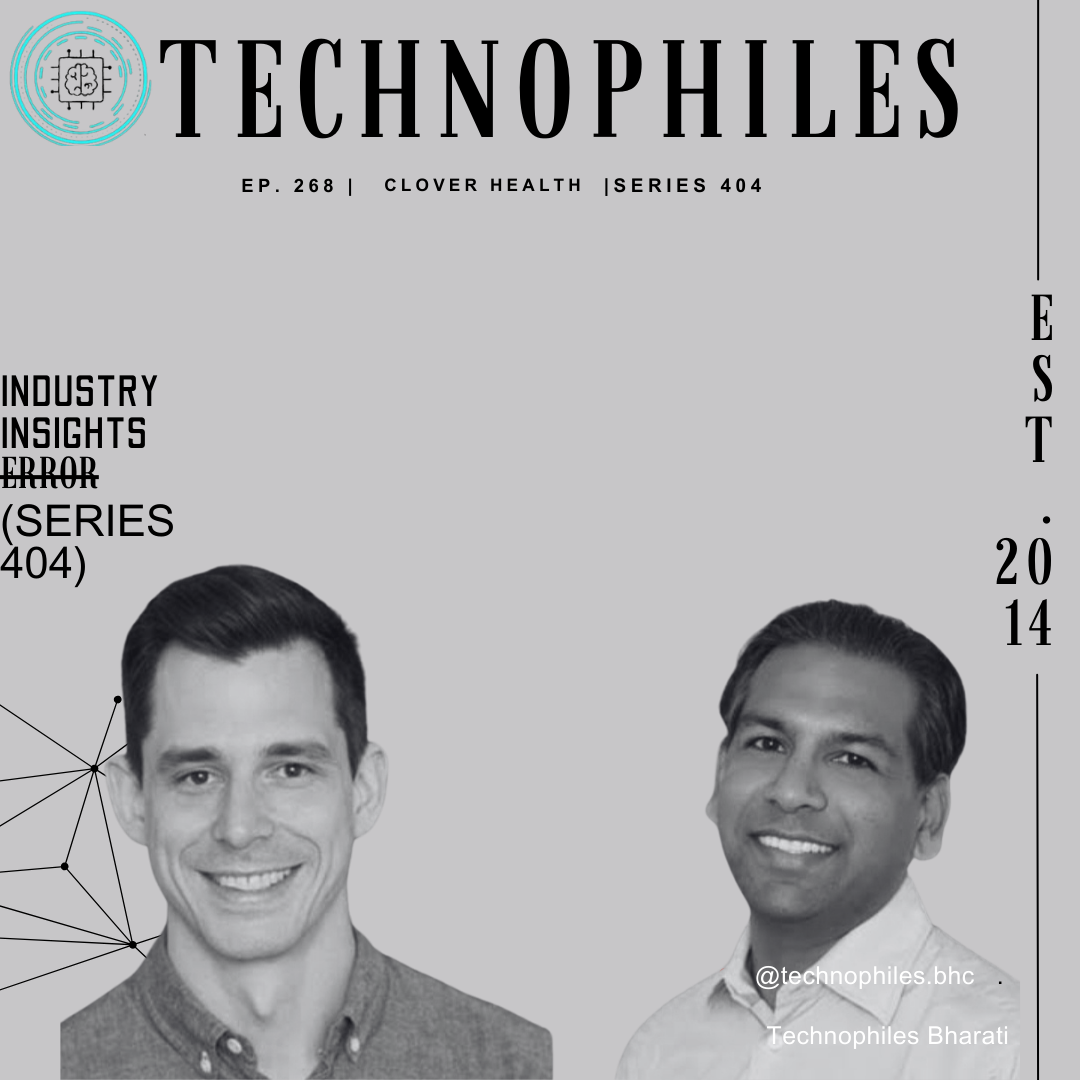 TECHNOPHILES
EP. 268 | CLOVER HEALTH |SERIES 404
E
S
T
.
20
14
INDUSTRY
INSIGHTS
ERROR
(SERIES
404)
@technophiles.bhc .
Technophiles Bharati